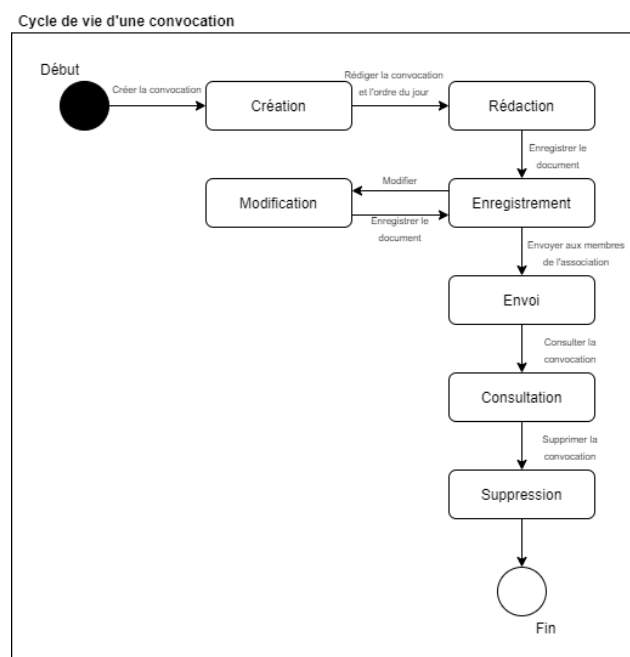 Cycle de vie d'une convocation
Début
Créer la convocation
Création
Rédiger la convocation
et l'ordre du jour
Rédaction
Enregistrer le
document
Modification
Modifier
Enregistrer le
document
Enregistrement
Envoyer aux membres
de l'association
Envoi
Consulter la
convocation
Consultation
Supprimer la
convocation
Suppression
Fin